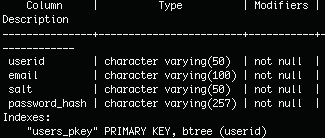 Column | Type | Modifiers |
Description
---------------+------------------------+-----------+
------------
userid | character varying(50) | not null |
email | character varying(100) | not null |
salt | character varying(50) | not null |
password_hash | character varying(257) | not null |
Indexes:
"users_pkey" PRIMARY KEY, btree (userid)